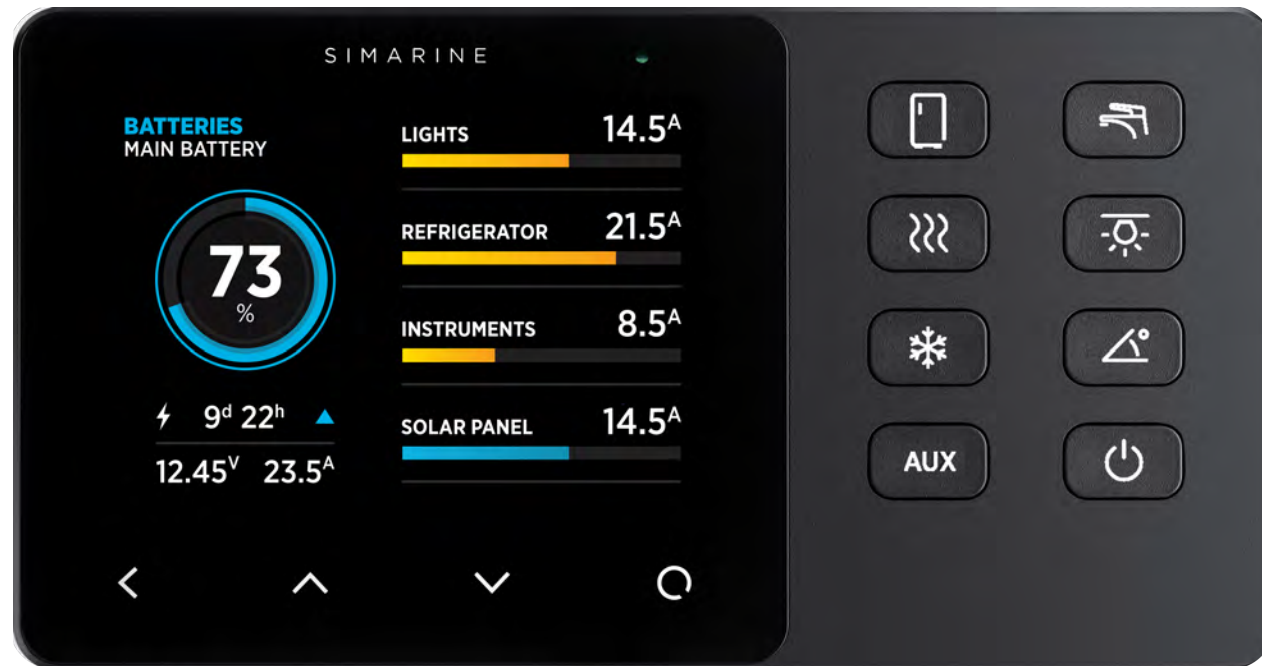 SIMARINE
BATTERIES
MAIN BATTERY
73
%
9d 22h
12.45V 23.5A
LIGHTS 14.5A
REFRIGERATOR 21.5A
INSTRUMENTS 8.5A
SOLAR PANEL 14.5A
AUX